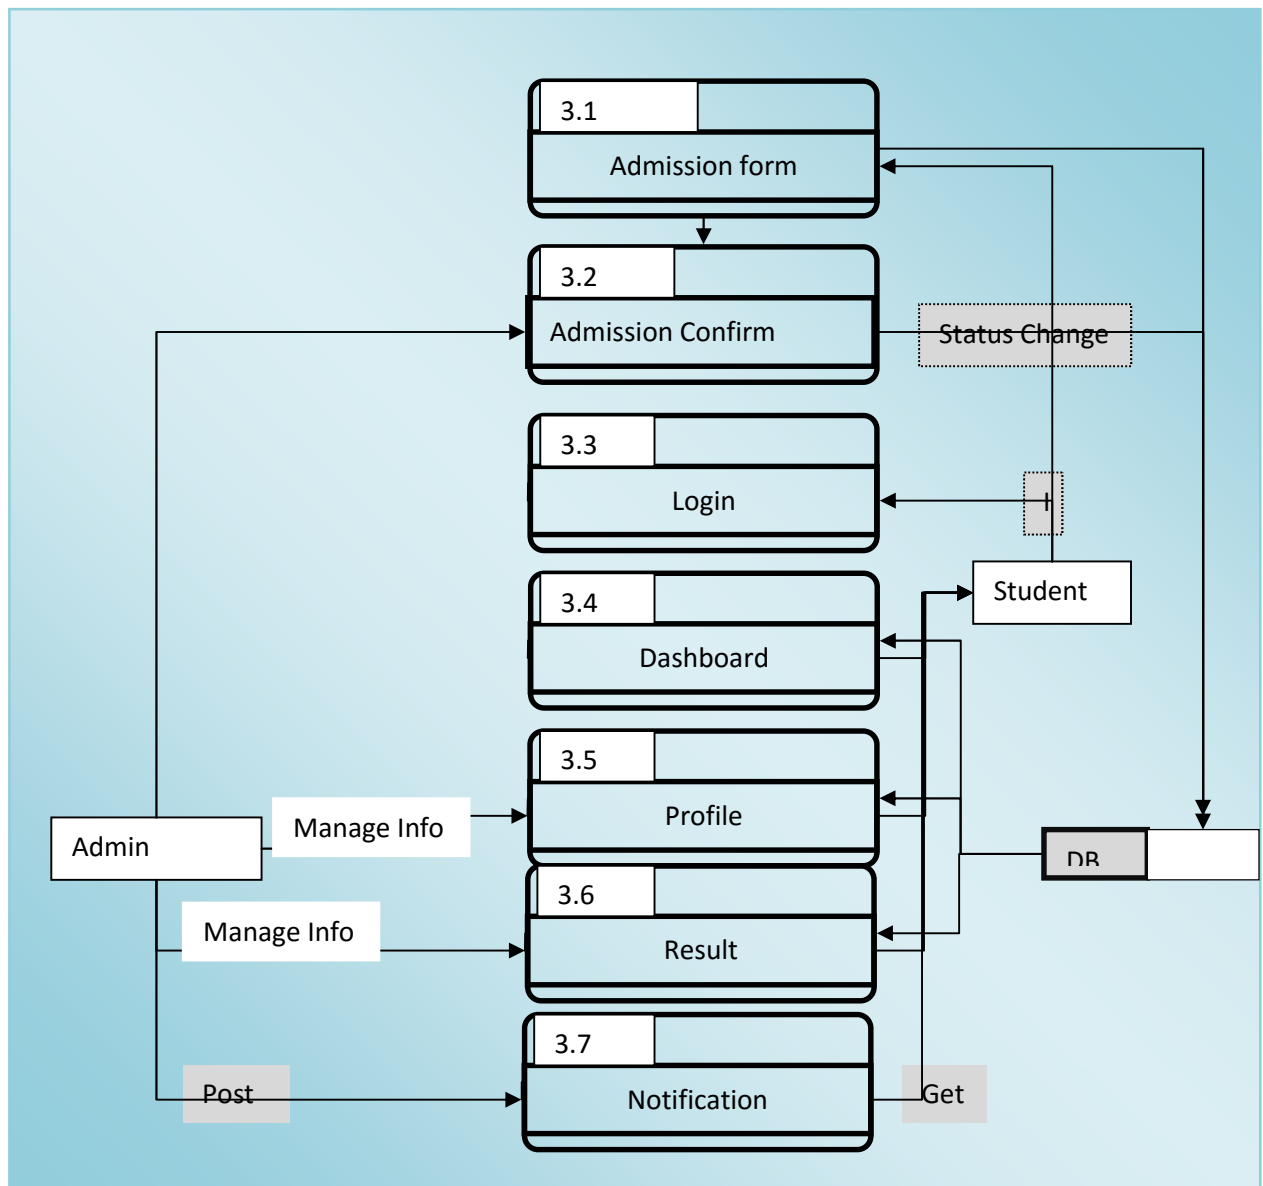 3.1
Admission form
3.2
Admission Confirm
Status Change
3.3
Login
3.4
Student
Dashboard
3.5
Manage Info
Profile
Admin
DB
3.6
Manage Info
Result
3.7
Post
Notification
Get